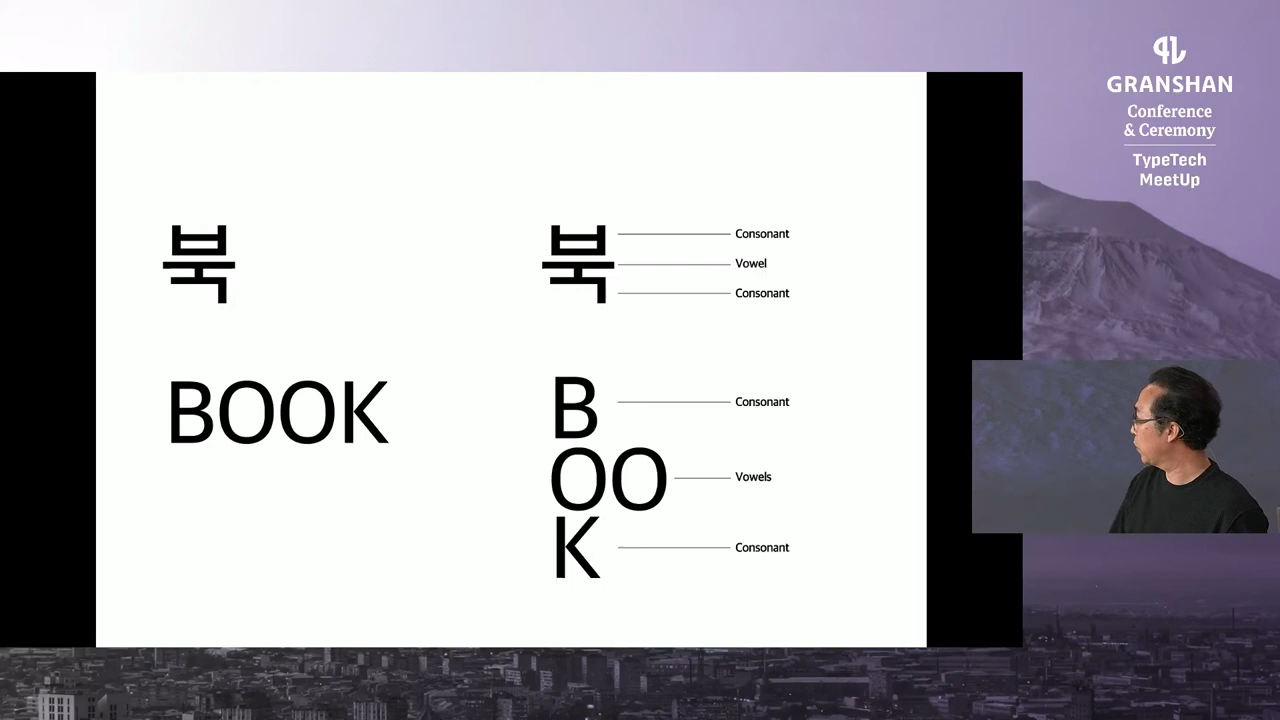 GRANSHAN
Conference
& Ceremony
TypeTech
MeetUp
북
BOOK
북
Consonant
Vowel
Consonant
B
Consonant
OO
Vowels
K
Consonant